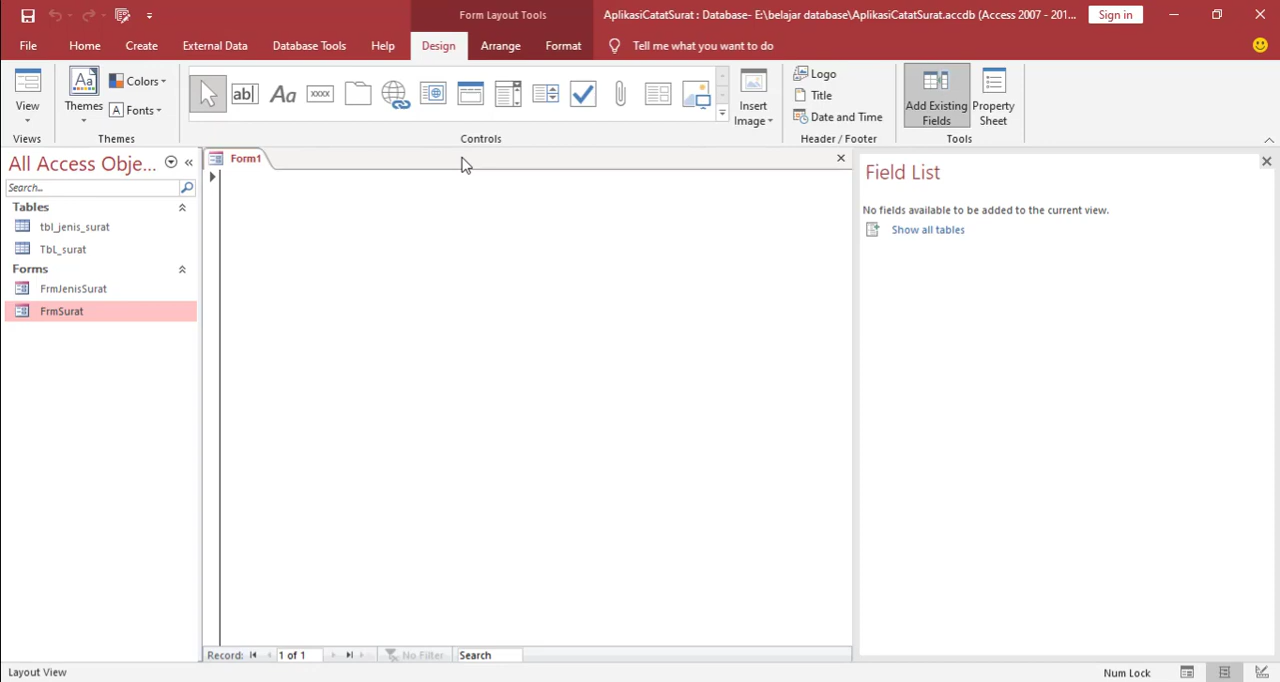 Form Layout Tools
AplikasiCatatSurat : Database- E:\belajar database\AplikasiCatatSurat.accdb (Access 2007 - 201...
Sign in
File Home Create External Data Database Tools Help Design Arrange Format Tell me what you want to do
View
Views
Aa
Themes
Colors
A Fonts
Themes
ab|
Aa
xxxx
Controls
Insert
Image
Logo
Title
Date and Time
Header / Footer
Add Existing
Fields
Property
Sheet
Tools
All Access Obje...
Search...
Tables
tbl_jenis_surat
TbL_surat
Forms
FrmJenisSurat
FrmSurat
Form1
Record: 1 of 1 No Filter Search
Field List
No fields available to be added to the current view.
Show all tables
Layout View
Num Lock